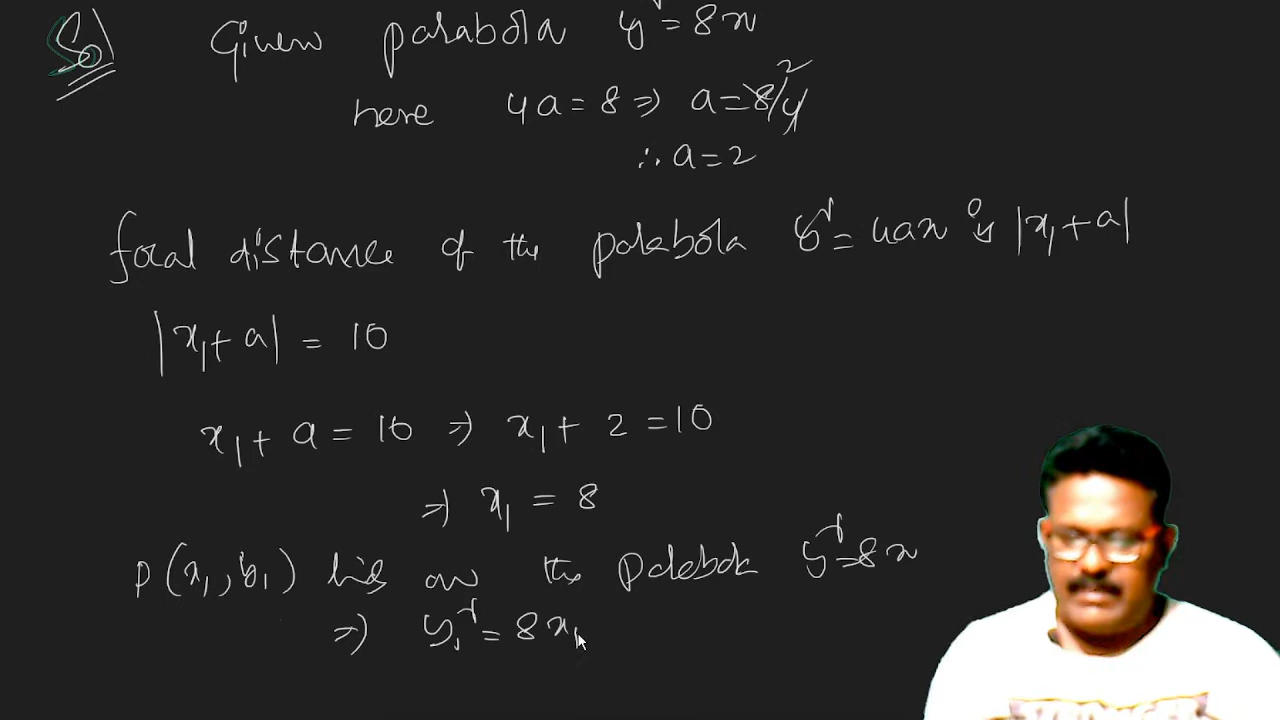 Sol
Given parabola y² = 8x
here 4a = 8 ⇒ a = 8/4 2
∴ a = 2
focal distance of the parabola y² = 4ax is |x₁ + a|
|x₁ + a| = 10
x₁ + a = 10 ⇒ x₁ + 2 = 10
⇒ x₁ = 8
P(x₁, y₁) lies on the parabola y² = 8x
⇒ y₁² = 8x₁